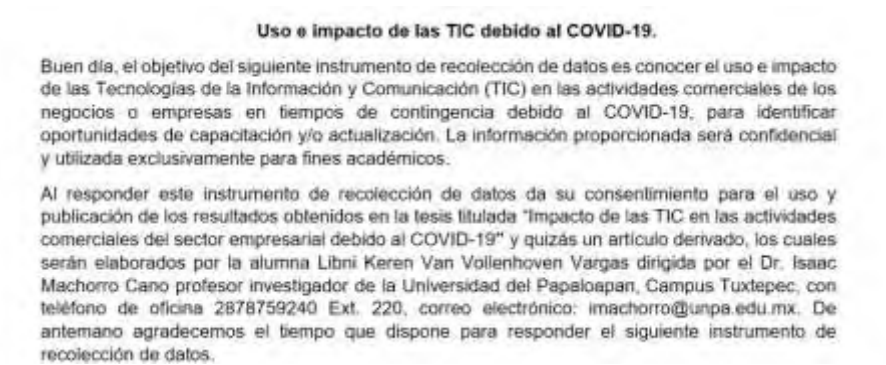 Uso e impacto de las TIC debido al COVID-19.
Buen día, el objetivo del siguiente instrumento de recolección de datos es conocer el uso e impacto
de las Tecnologías de la Información y Comunicación (TIC) en las actividades comerciales de los
negocios o empresas en tiempos de contingencia debido al COVID-19, para identificar
oportunidades de capacitación y/o actualización. La información proporcionada será confidencial
y utilizada exclusivamente para fines académicos.
Al responder este instrumento de recolección de datos da su consentimiento para el uso y
publicación de los resultados obtenidos en la tesis titulada "Impacto de las TIC en las actividades
comerciales del sector empresarial debido al COVID-19" y quizás un artículo derivado, los cuales
serán elaborados por la alumna Libni Keren Van Vollenhoven Vargas dirigida por el Dr. Isaac
Machorro Cano profesor investigador de la Universidad del Papaloapan, Campus Tuxtepec, con
teléfono de oficina 2878759240 Ext. 220, correo electrónico: imachorro@unpa.edu.mx. De
antemano agradecemos el tiempo que dispone para responder el siguiente instrumento de
recolección de datos.